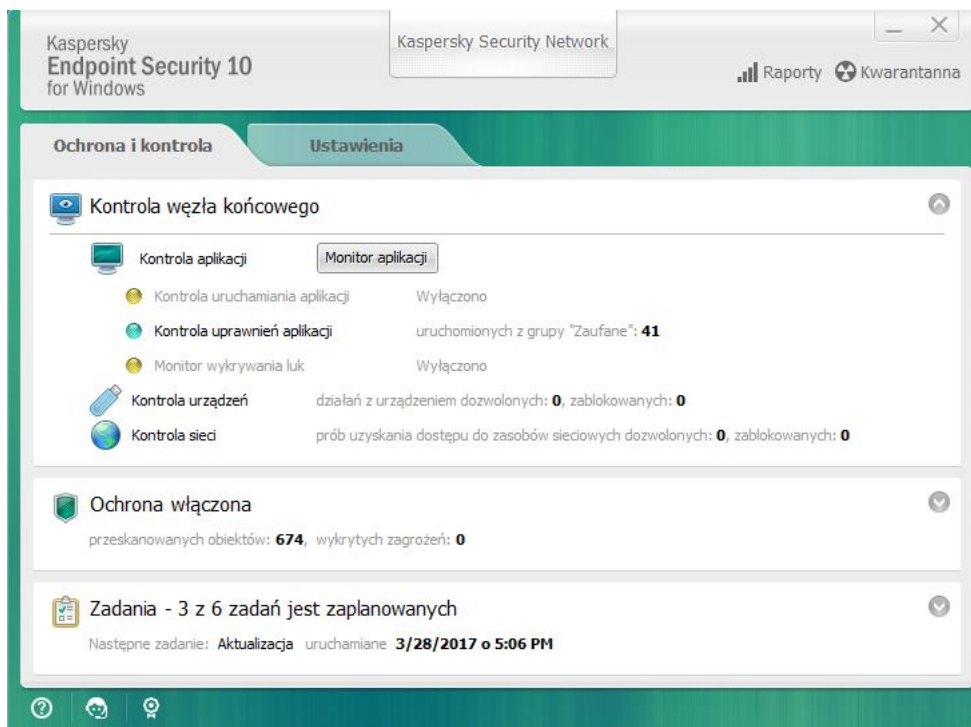 Kaspersky
Endpoint Security 10
for Windows
Kaspersky Security Network
Raporty Kwarantanna
Ochrona i kontrola Ustawienia
Kontrola węzła końcowego
Kontrola aplikacji Monitor aplikacji
Kontrola uruchamiania aplikacji Wyłączono
Kontrola uprawnień aplikacji uruchomionych z grupy "Zaufane": 41
Monitor wykrywania luk Wyłączono
Kontrola urządzeń działań z urządzeniem dozwolonych: 0, zablokowanych: 0
Kontrola sieci prób uzyskania dostępu do zasobów sieciowych dozwolonych: 0, zablokowanych: 0
Ochrona włączona
przeskanowanych obiektów: 674, wykrytych zagrożeń: 0
Zadania - 3 z 6 zadań jest zaplanowanych
Następne zadanie: Aktualizacja uruchamiane 3/28/2017 o 5:06 PM